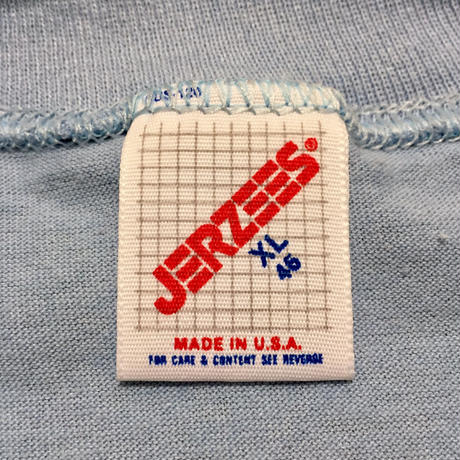 JERZEES®
XL
46
MADE IN U.S.A.
FOR CARE & CONTENT SEE REVERSE